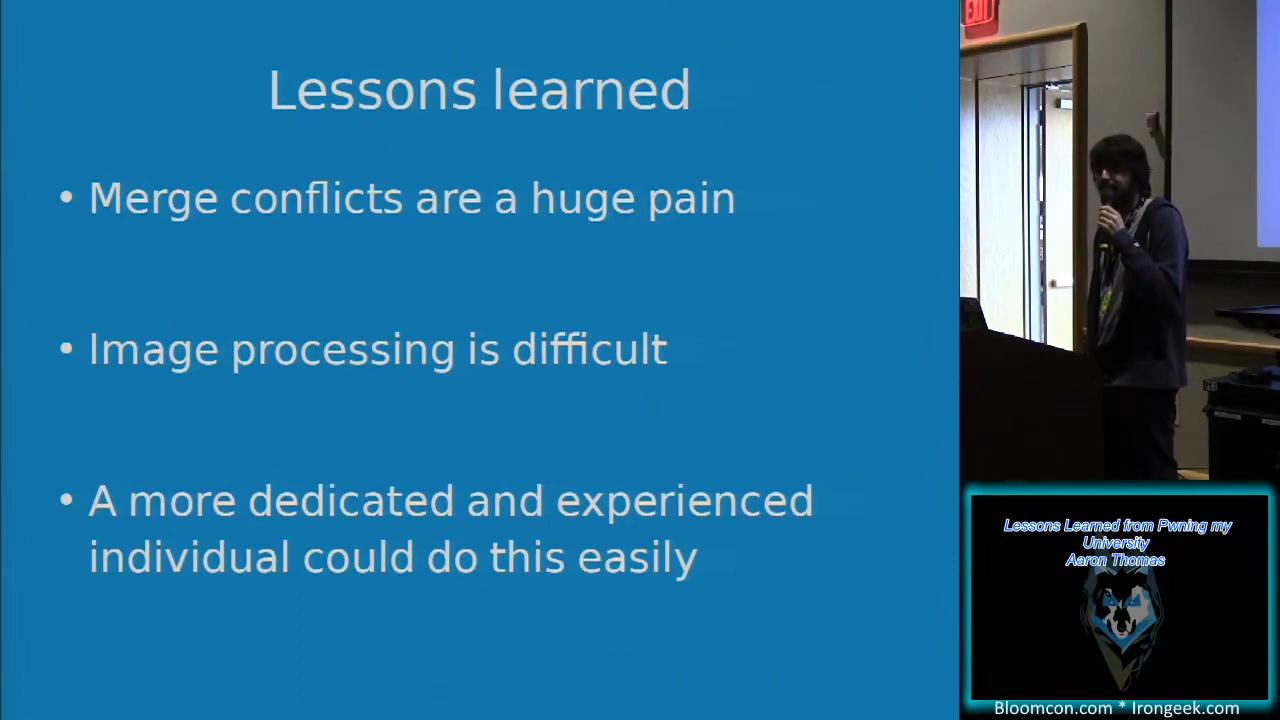 Lessons learned
• Merge conflicts are a huge pain
• Image processing is difficult
• A more dedicated and experienced
individual could do this easily
EXIT
Lessons Learned from Pwning my
University
Aaron Thomas
Bloomcon.com * Irongeek.com